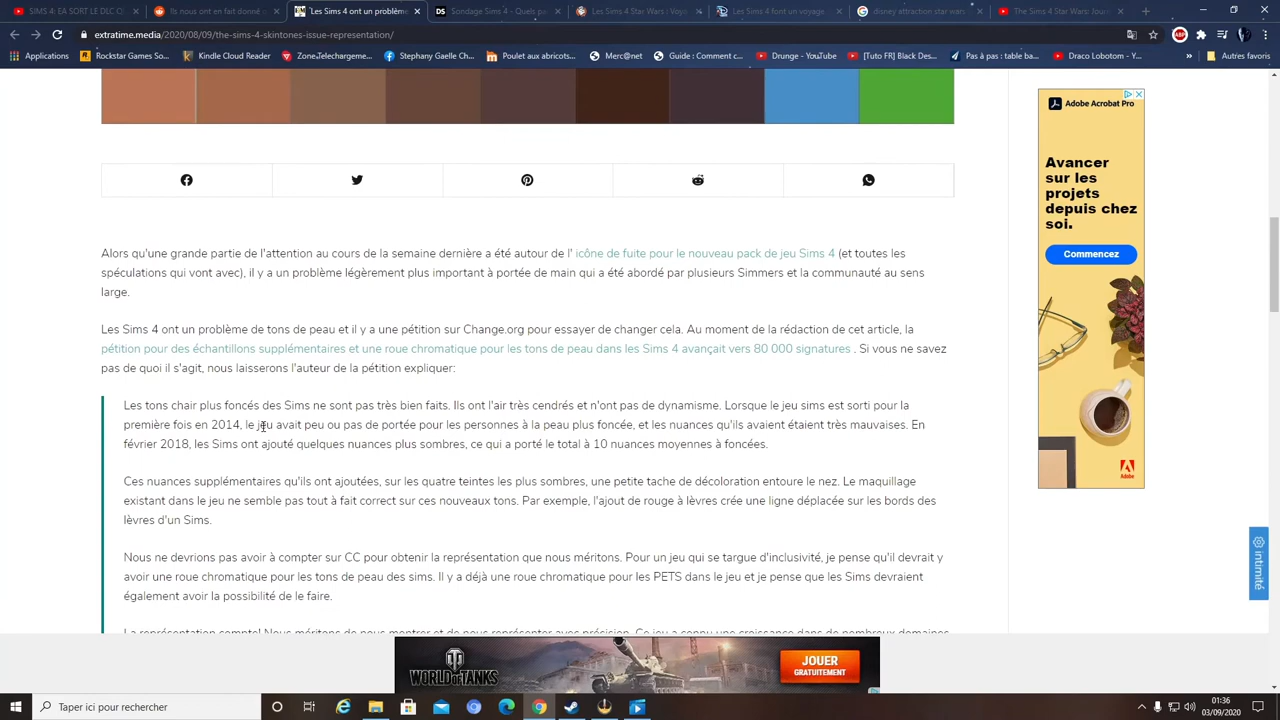 SIMS 4: EA SORT LE DLC
Ils nous ont en fait donné
Les Sims 4 ont un problème
Sondage Sims 4 - Quels
Les Sims 4 Star Wars : Voya
Les Sims 4 font un voyage
disney attraction star wars
The Sims 4 Star Wars: Jour
extratime.media/2020/08/09/the-sims-4-skintones-issue-representation/
Applications
Rockstar Games So...
Kindle Cloud Reader
Zonetelechargement...
Stephany Gaelle Ch...
Poulet aux abricots...
Merc@net
Guide : Comment c...
Drunge - YouTube
[Tuto FR] Black Des...
Pas à pas : table ba...
Draco Lobotom - Y...
»
Autres favoris
Alors qu'une grande partie de l'attention au cours de la semaine dernière a été autour de l' icône de fuite pour le nouveau pack de jeu Sims 4 (et toutes les
spéculations qui vont avec), il y a un problème légèrement plus important à portée de main qui a été abordé par plusieurs Simmers et la communauté au sens
large.
Les Sims 4 ont un problème de tons de peau et il y a une pétition sur Change.org pour essayer de changer cela. Au moment de la rédaction de cet article, la
pétition pour des échantillons supplémentaires et une roue chromatique pour les tons de peau dans les Sims 4 avançait vers 80 000 signatures . Si vous ne savez
pas de quoi il s'agit, nous laisserons l'auteur de la pétition expliquer:
Les tons chair plus foncés des Sims ne sont pas très bien faits. Ils ont l'air très cendrés et n'ont pas de dynamisme. Lorsque le jeu sims est sorti pour la
première fois en 2014, le jeu avait peu ou pas de portée pour les personnes à la peau plus foncée, et les nuances qu'ils avaient étaient très mauvaises. En
février 2018, les Sims ont ajouté quelques nuances plus sombres, ce qui a porté le total à 10 nuances moyennes à foncées.
Ces nuances supplémentaires qu'ils ont ajoutées, sur les quatre teintes les plus sombres, une petite tache de décoloration entoure le nez. Le maquillage
existant dans le jeu ne semble pas tout à fait correct sur ces nouveaux tons. Par exemple, l'ajout de rouge à lèvres crée une ligne déplacée sur les bords des
lèvres d'un Sims.
Nous ne devrions pas avoir à compter sur CC pour obtenir la représentation que nous méritons. Pour un jeu qui se targue d'inclusivité, je pense qu'il devrait y
avoir une roue chromatique pour les tons de peau des sims. Il y a déjà une roue chromatique pour les PETS dans le jeu et je pense que les Sims devraient
également avoir la possibilité de le faire.
La représentation compte! Nous méritons de nous montrer et de nous représenter avec précision. Ce jeu a connu une croissance dans de nombreux domaines
Adobe Acrobat Pro
Avancer
sur les
projets
depuis chez
soi.
Commencez
Adobe
intimité
WORLD OF TANKS
JOUER
GRATUITEMENT
Taper ici pour rechercher
01:36
03/09/2020